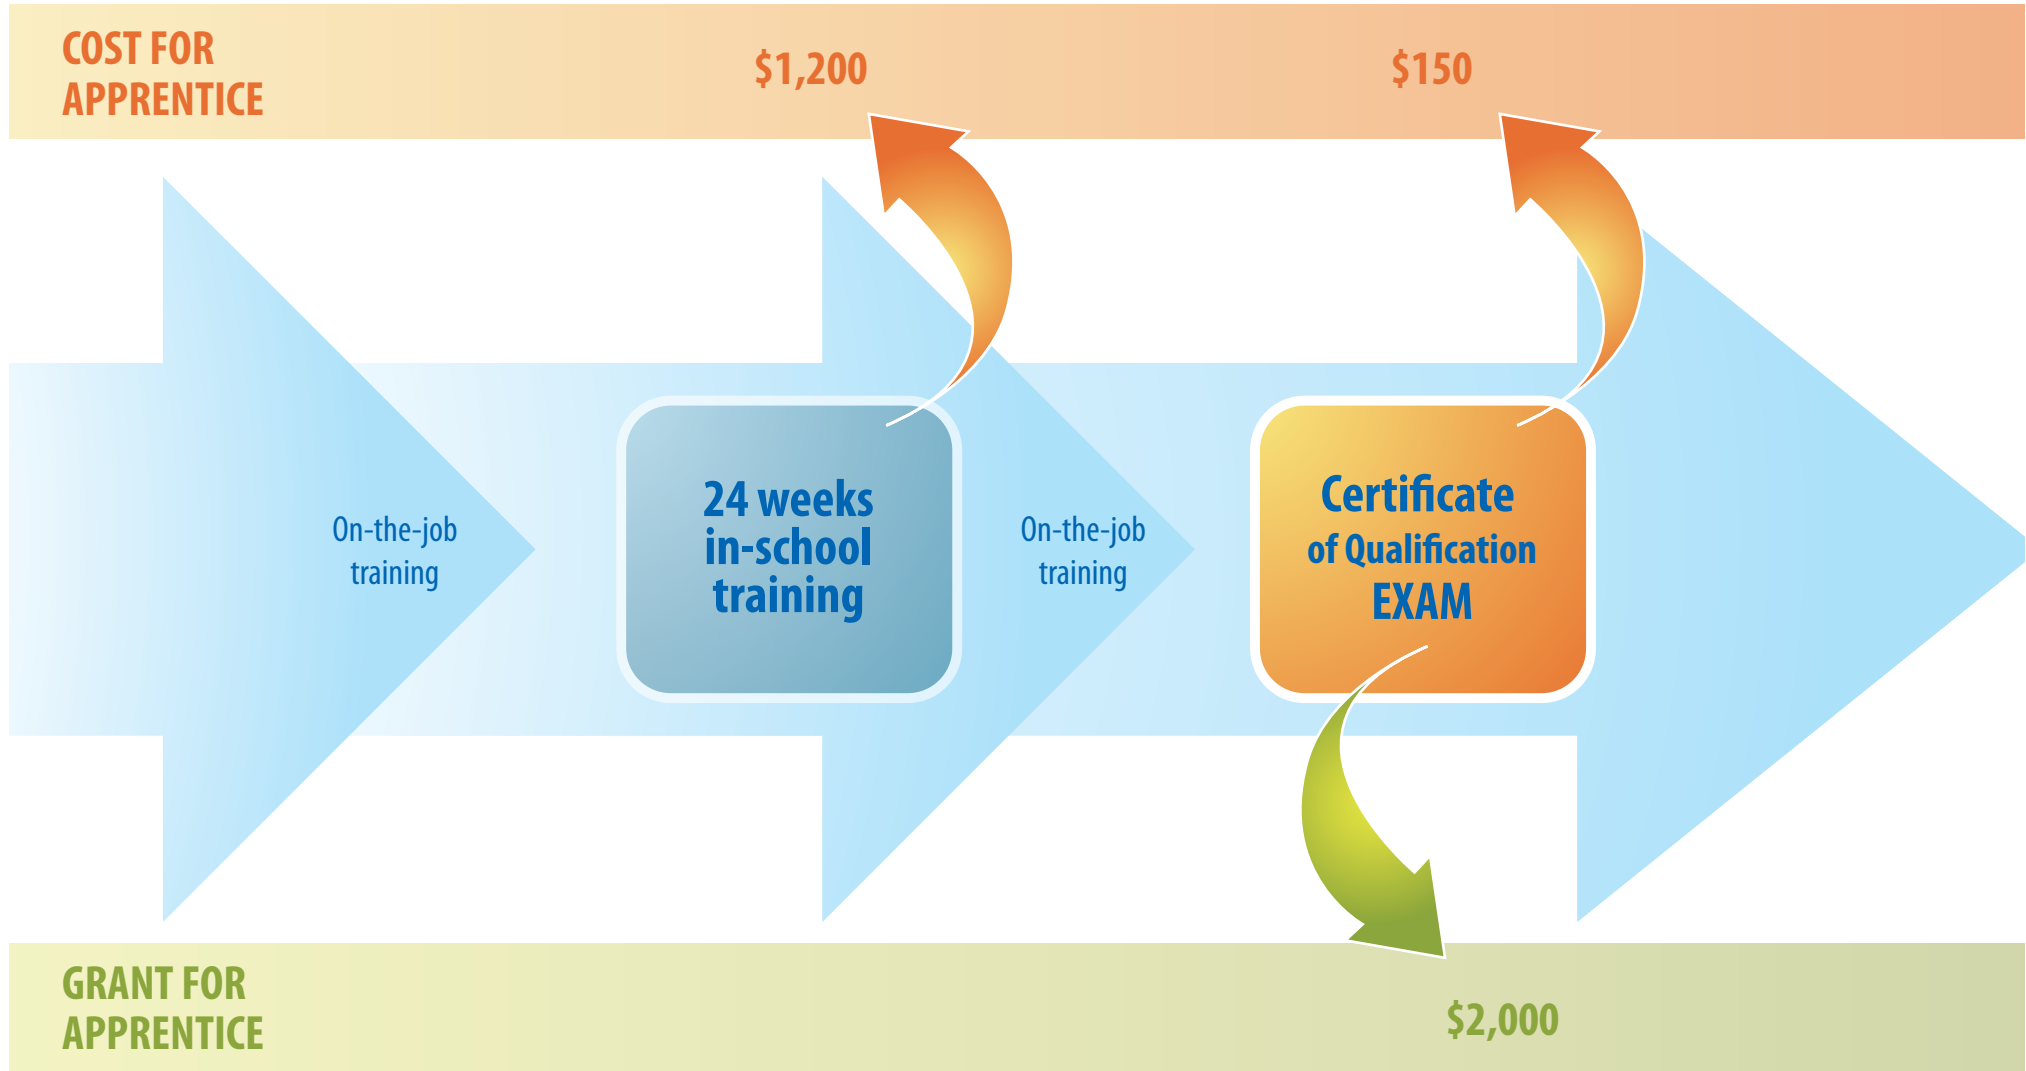 COST FOR
APPRENTICE
$1,200
$150
On-the-job
training
24 weeks
in-school
training
On-the-job
training
Certificate
of Qualification
EXAM
GRANT FOR
APPRENTICE
$2,000